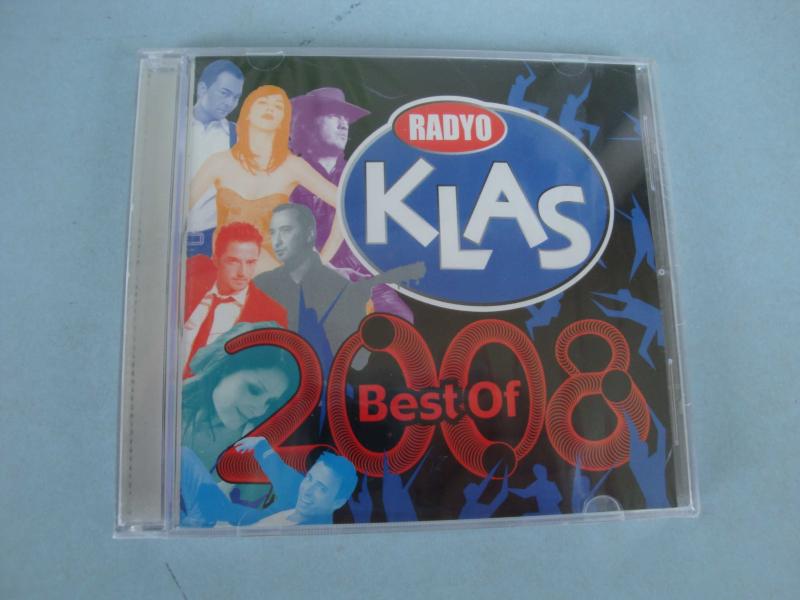 RADYO
KLAS
2008
Best Of